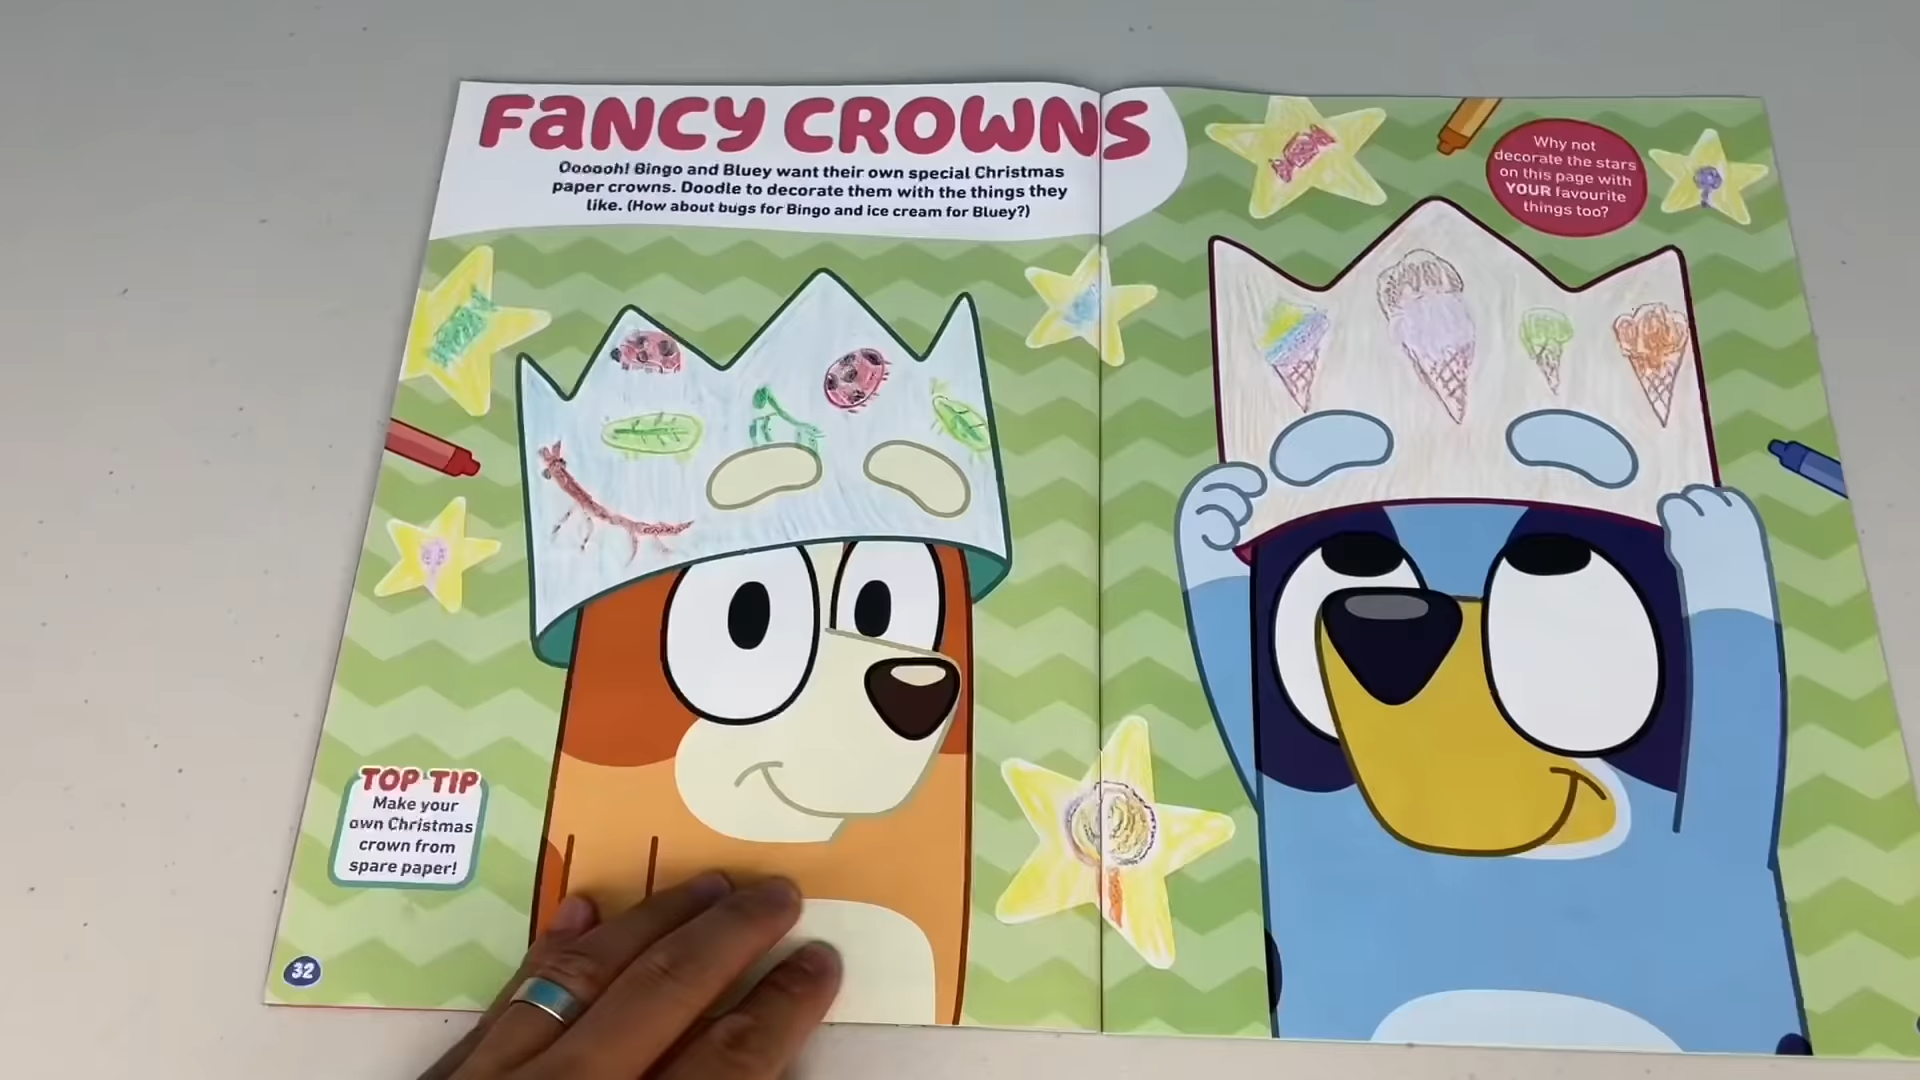 FANCY CROWNS
Oooooh! Bingo and Bluey want their own special Christmas
paper crowns. Doodle to decorate them with the things they
like. (How about bugs for Bingo and ice cream for Bluey?)
Why not
decorate the stars
on this page with
YOUR favourite
things too?
TOP TIP
Make your
own Christmas
crown from
spare paper!
32